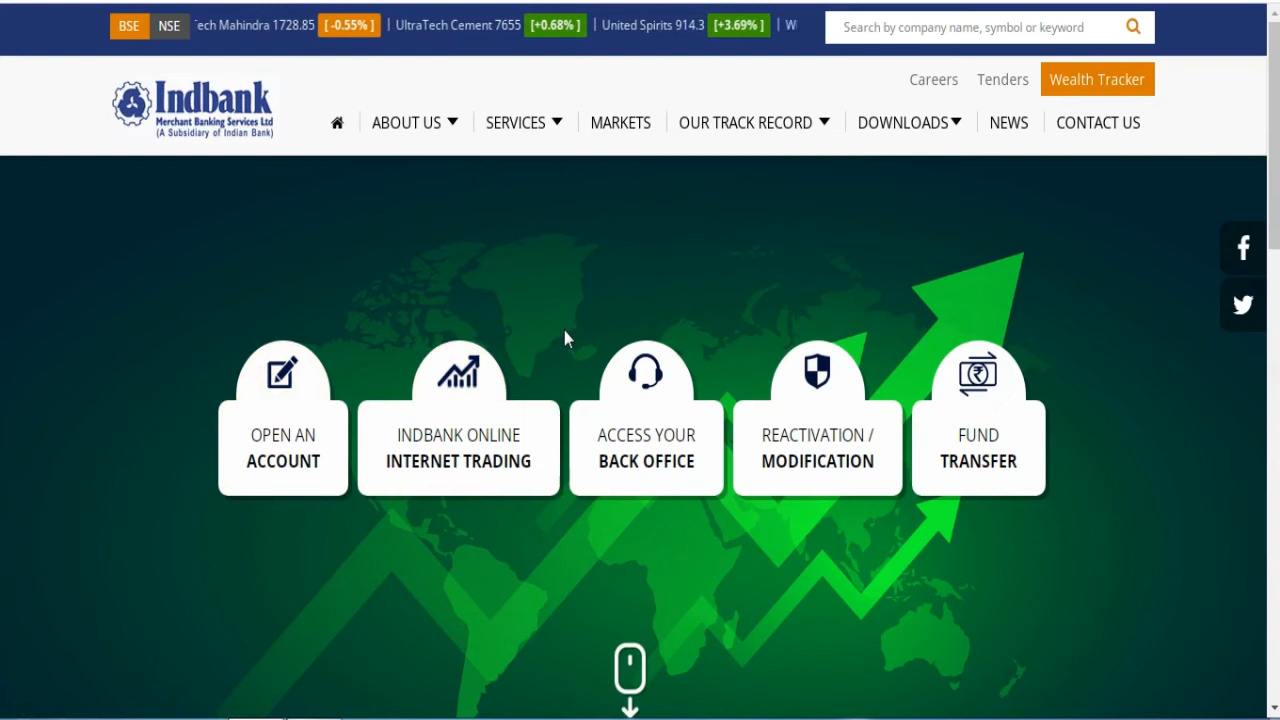 BSE NSE Tech Mahindra 1728.85 [ -0.55% ] | UltraTech Cement 7655 [+0.68% ] | United Spirits 914.3 [+3.69% ] | Search by company name, symbol or keyword
Careers Tenders Wealth Tracker
Indbank
Merchant Banking Services Ltd
(A Subsidiary of Indian Bank)
ABOUT US SERVICES MARKETS OUR TRACK RECORD DOWNLOADS NEWS CONTACT US
OPEN AN
ACCOUNT
INDBANK ONLINE
INTERNET TRADING
ACCESS YOUR
BACK OFFICE
REACTIVATION /
MODIFICATION
FUND
TRANSFER